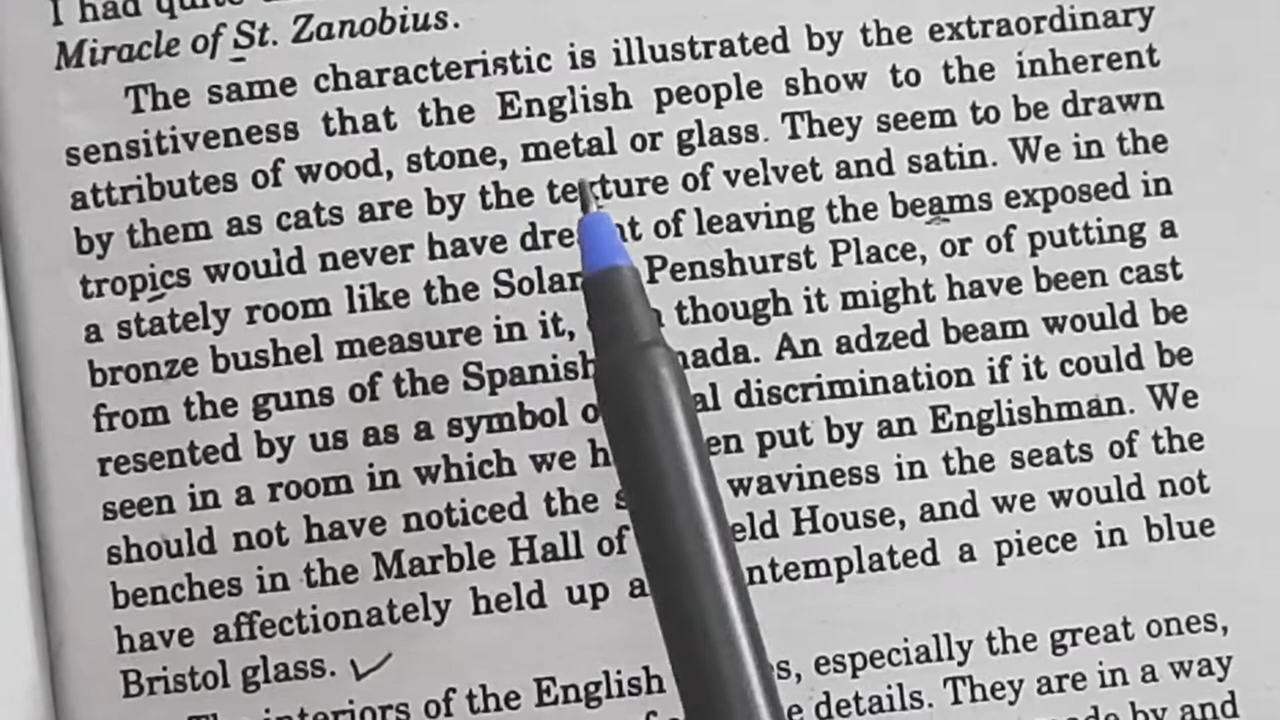 I had
Miracle of St. Zanobius.
The same characteristic is illustrated by the extraordinary
sensitiveness that the English people show to the inherent
attributes of wood, stone, metal or glass. They seem to be drawn
by them as cats are by the texture of velvet and satin. We in the
tropics would never have dre t of leaving the beams exposed in
a stately room like the Solar Penshurst Place, or of putting a
bronze bushel measure in it, though it might have been cast
from the guns of the Spanish ada. An adzed beam would be
resented by us as a symbol o al discrimination if it could be
seen in a room in which we h en put by an Englishman. We
should not have noticed the s waviness in the seats of the
benches in the Marble Hall of eld House, and we would not
have affectionately held up a ntemplated a piece in blue
Bristol glass.
interiors of the English s, especially the great ones,
e details. They are in a way
by and